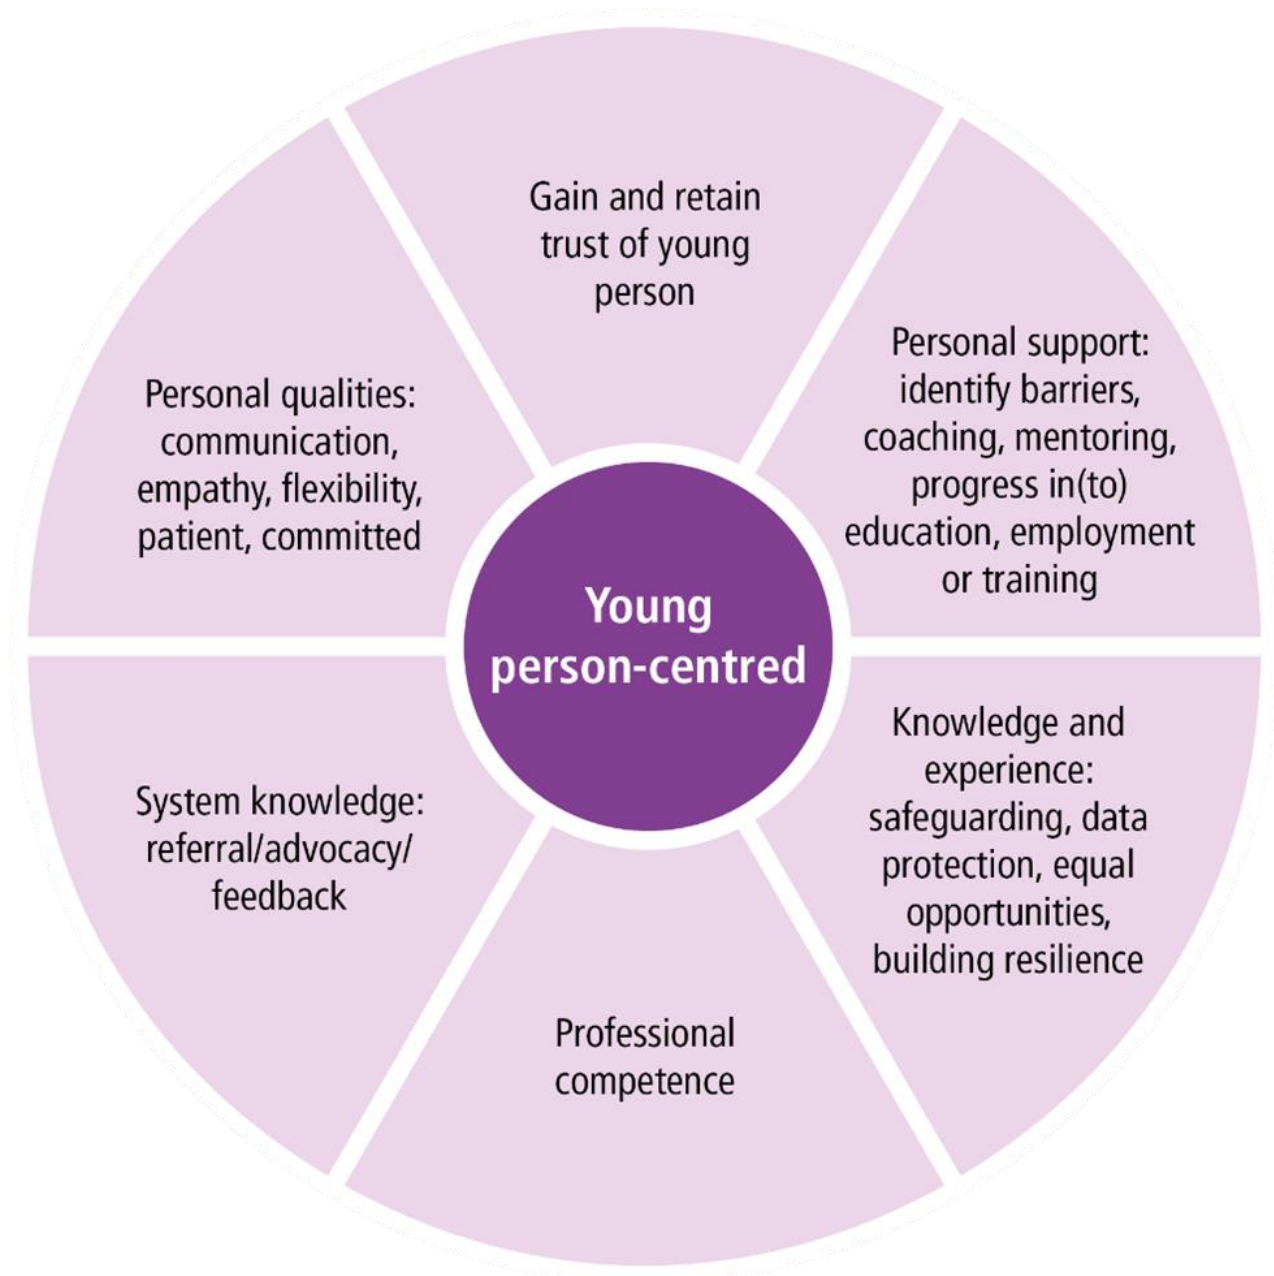 Gain and retain
trust of young
person
Personal support:
identify barriers,
coaching, mentoring,
progress in(to)
education, employment
or training
Knowledge and
experience:
safeguarding, data
protection, equal
opportunities,
building resilience
Professional
competence
System knowledge:
referral/advocacy/
feedback
Personal qualities:
communication,
empathy, flexibility,
patient, committed
Young
person-centred